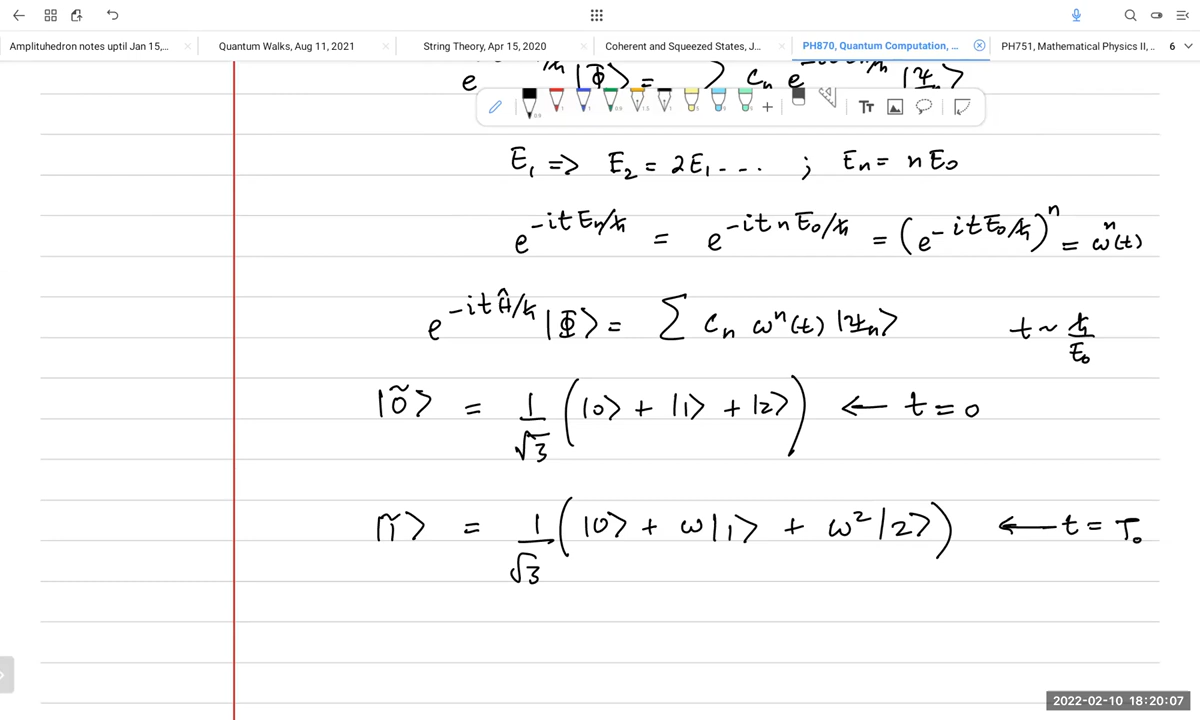 Amplituhedron notes uptil Jan 15,...
Quantum Walks, Aug 11, 2021
String Theory, Apr 15, 2020
Coherent and Squeezed States, J...
PH870, Quantum Computation, ...
PH751, Mathematical Physics II, ..
6
Tт
E₁ => E₂ = 2E₁ - - - . ; Eₙ = nE₀
e^{-itEₙ/ħ} = e^{-itnE₀/ħ} = (e^{-itE₀/ħ})ⁿ = ωⁿ(t)
e^{-itĤ/ħ} |Φ> = Σ cₙ ωⁿ(t) |Ψₙ> t ~ ħ/E₀
|0̃> = 1/√3 (|0> + |1> + |2>) ← t = 0
|1̃> = 1/√3 (|0> + ω|1> + ω²|2>) ← t = T₀
2022-02-10 18:20:07